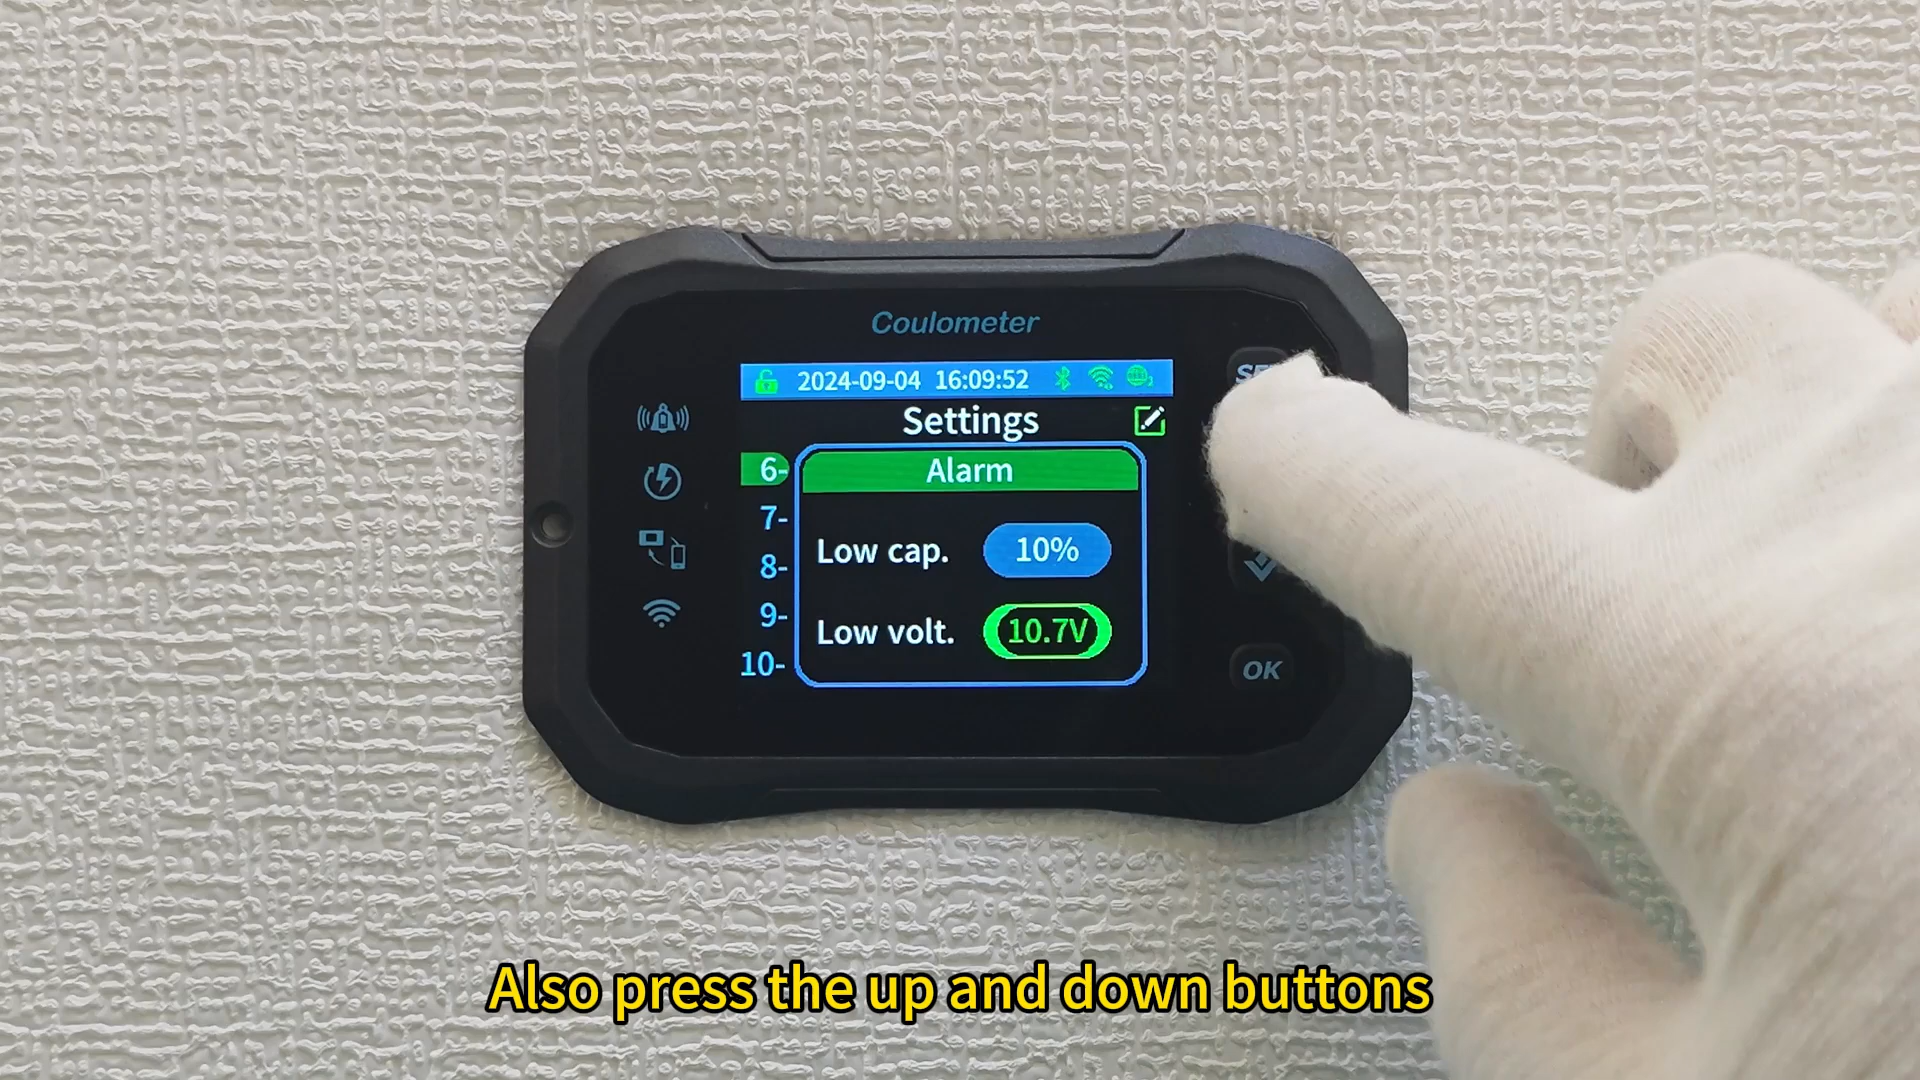 Coulometer
2024-09-04 16:09:52
Settings
6- Alarm
7-
Low cap. 10%
8-
9-
Low volt. 10.7V
10-
OK
Also press the up and down buttons